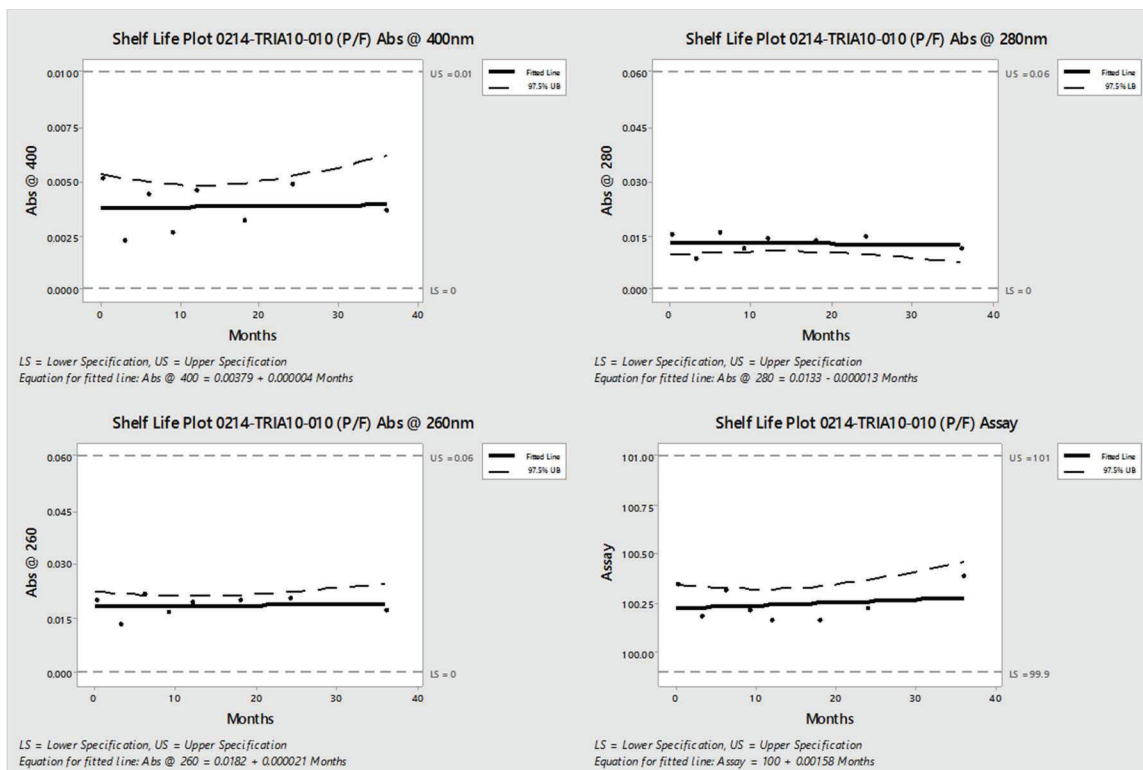 Shelf Life Plot 0214-TRIA10-010 (P/F) Abs @ 400nm
0.0100
0.0075
0.0050
0.0025
0.0000
Abs @ 400
US = 0.01
LS = 0
Fitted Line
97.5% UB
0 10 20 30 40
Months
LS = Lower Specification, US = Upper Specification
Equation for fitted line: Abs @ 400 = 0.00379 + 0.000004 Months
Shelf Life Plot 0214-TRIA10-010 (P/F) Abs @ 280nm
0.060
0.045
0.030
0.015
0.000
Abs @ 280
US = 0.06
LS = 0
Fitted Line
97.5% LB
0 10 20 30 40
Months
LS = Lower Specification, US = Upper Specification
Equation for fitted line: Abs @ 280 = 0.0133 - 0.000013 Months
Shelf Life Plot 0214-TRIA10-010 (P/F) Abs @ 260nm
0.060
0.045
0.030
0.015
0.000
Abs @ 260
US = 0.06
LS = 0
Fitted Line
97.5% UB
0 10 20 30 40
Months
LS = Lower Specification, US = Upper Specification
Equation for fitted line: Abs @ 260 = 0.0182 + 0.000021 Months
Shelf Life Plot 0214-TRIA10-010 (P/F) Assay
101.00
100.75
100.50
100.25
100.00
Assay
US = 101
LS = 99.9
Fitted Line
97.5% UB
0 10 20 30 40
Months
LS = Lower Specification, US = Upper Specification
Equation for fitted line: Assay = 100 + 0.00158 Months